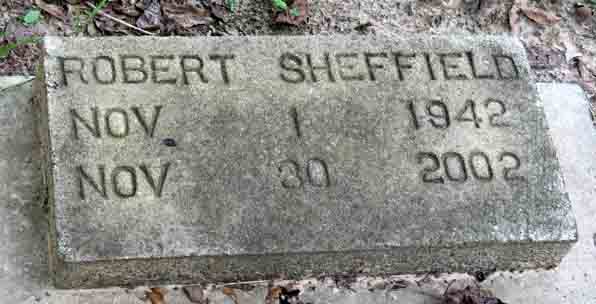 ROBERT SHEFFIELD
NOV 1 1942
NOV 30 2002